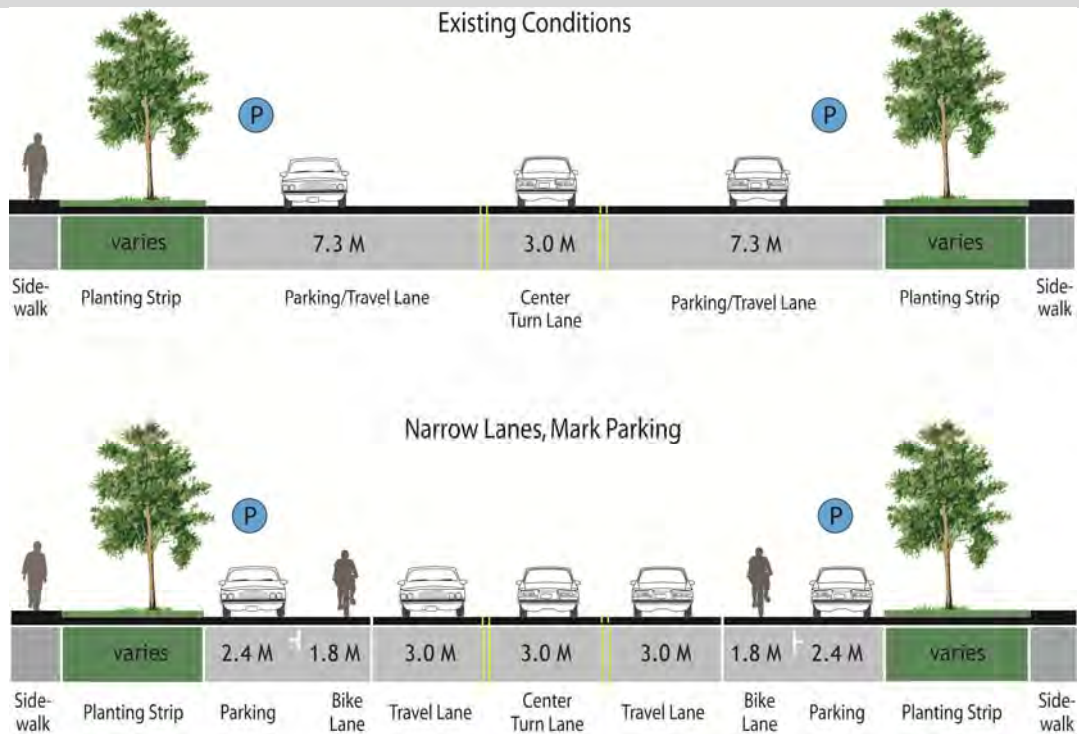 Existing Conditions
P
P
varies
7.3 M
3.0 M
7.3 M
varies
Side-
walk
Planting Strip
Parking/Travel Lane
Center
Turn Lane
Parking/Travel Lane
Planting Strip
Side-
walk
Narrow Lanes, Mark Parking
P
P
varies
2.4 M
1.8 M
3.0 M
3.0 M
3.0 M
1.8 M
2.4 M
varies
Side-
walk
Planting Strip
Parking
Bike
Lane
Travel Lane
Center
Turn Lane
Travel Lane
Bike
Lane
Parking
Planting Strip
Side-
walk